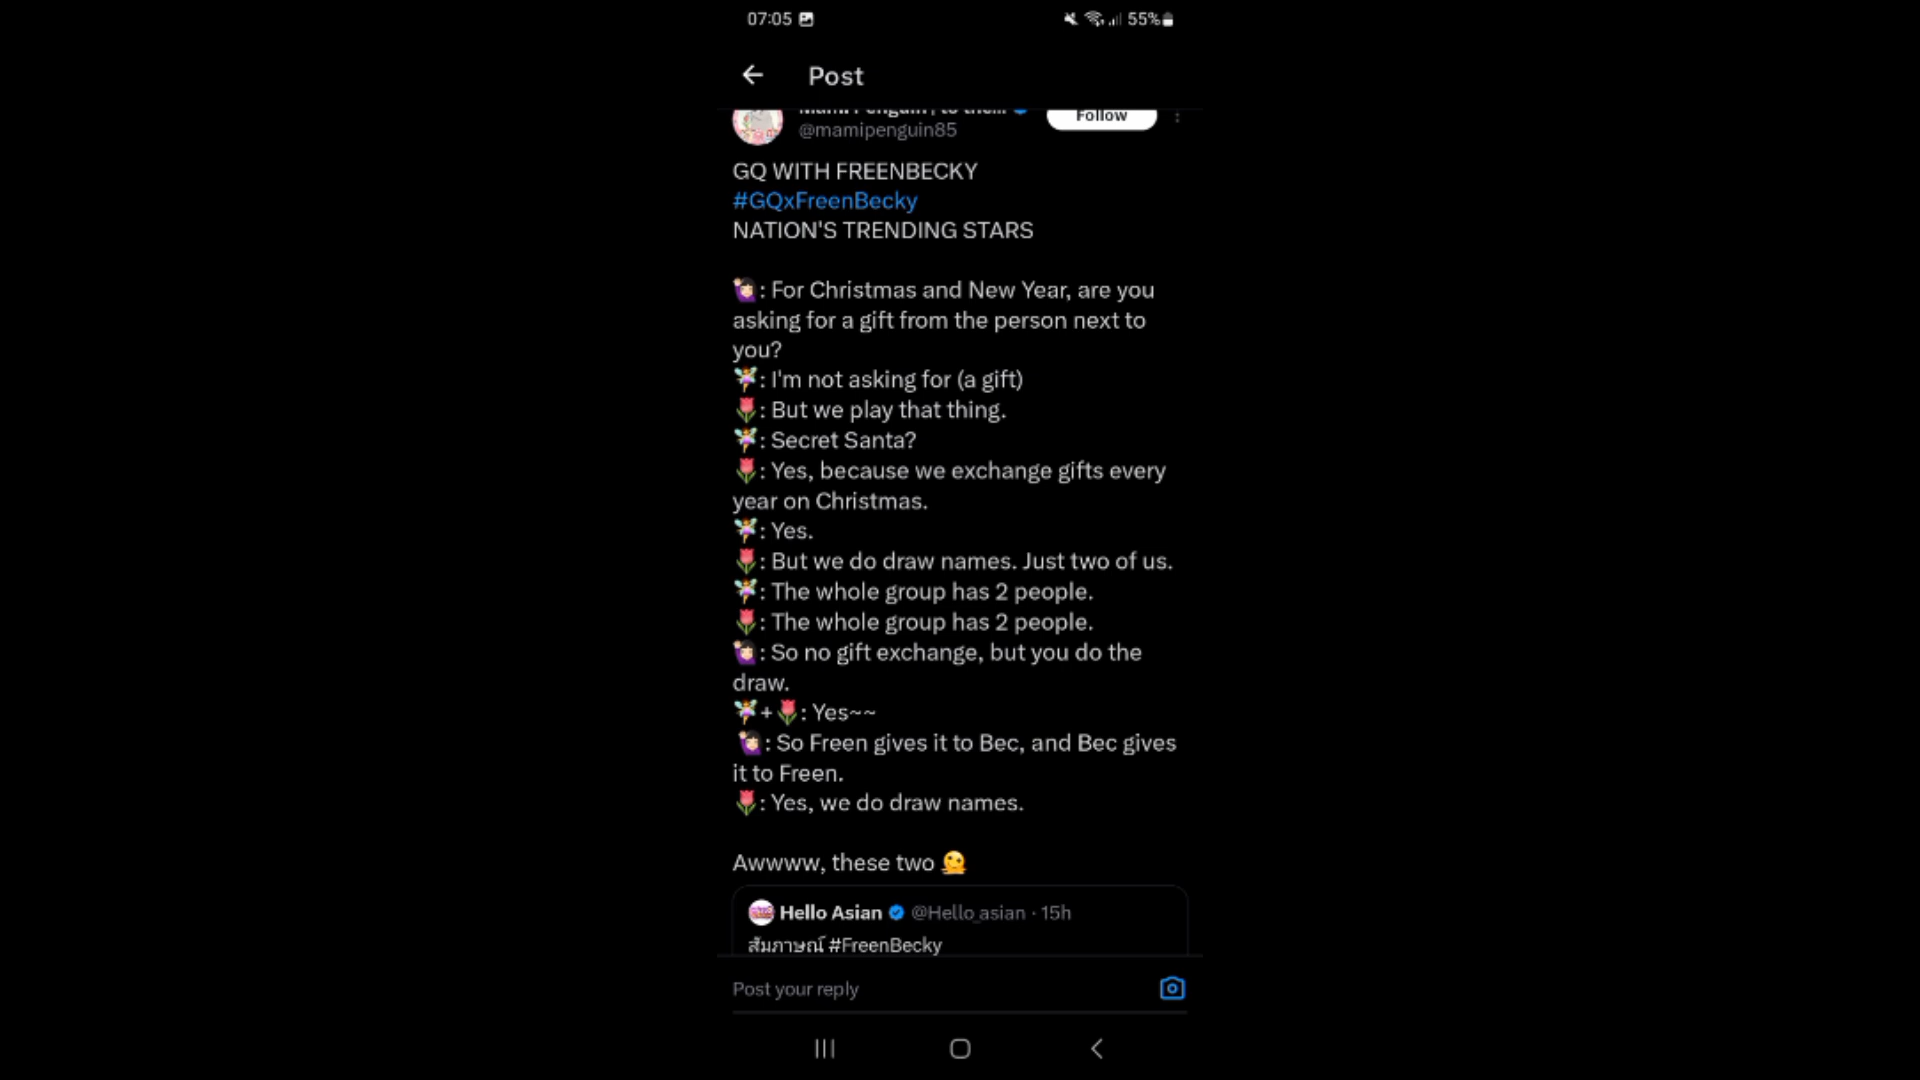 07:05 55%
Post
Mami Penguin | to the...
@mamipenguin85
Follow
GQ WITH FREENBECKY
#GQxFreenBecky
NATION'S TRENDING STARS
🙋🏻‍♀️: For Christmas and New Year, are you
asking for a gift from the person next to
you?
🧚🏻‍♀️: I'm not asking for (a gift)
🌷: But we play that thing.
🧚🏻‍♀️: Secret Santa?
🌷: Yes, because we exchange gifts every
year on Christmas.
🧚🏻‍♀️: Yes.
🌷: But we do draw names. Just two of us.
🧚🏻‍♀️: The whole group has 2 people.
🌷: The whole group has 2 people.
🙋🏻‍♀️: So no gift exchange, but you do the
draw.
🧚🏻‍♀️+🌷: Yes~~
🙋🏻‍♀️: So Freen gives it to Bec, and Bec gives
it to Freen.
🌷: Yes, we do draw names.
Awwww, these two 🫠
Hello Asian @Hello_asian · 15h
สัมภาษณ์ #FreenBecky
Post your reply